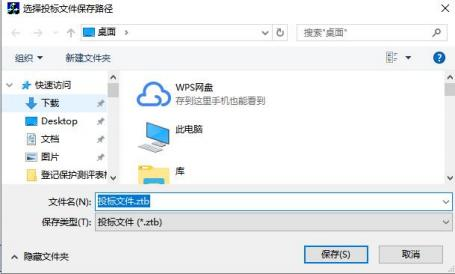 选择投标文件保存路径
桌面
搜索"桌面"
组织
新建文件夹
快速访问
下载
Desktop
文档
图片
登记保护测评表格
WPS网盘
存到这里手机也能看到
此电脑
库
文件名(N):
投标文件.ztb
保存类型(T):
投标文件 (*.ztb)
隐藏文件夹
保存(S)
取消